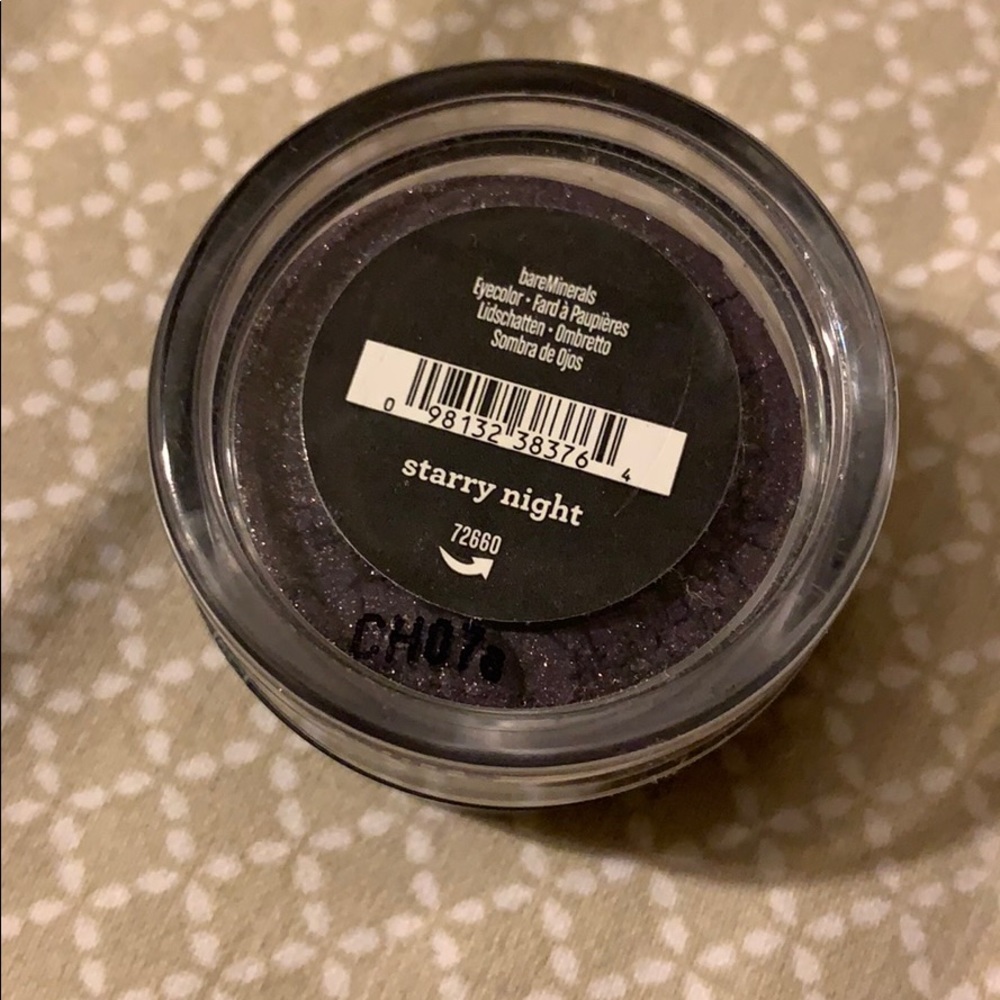 bareMinerals
Eyecolor • Fard à Paupières
Lidschatten • Ombretto
Sombra de Ojos
0 98132 38376 4
starry night
72660